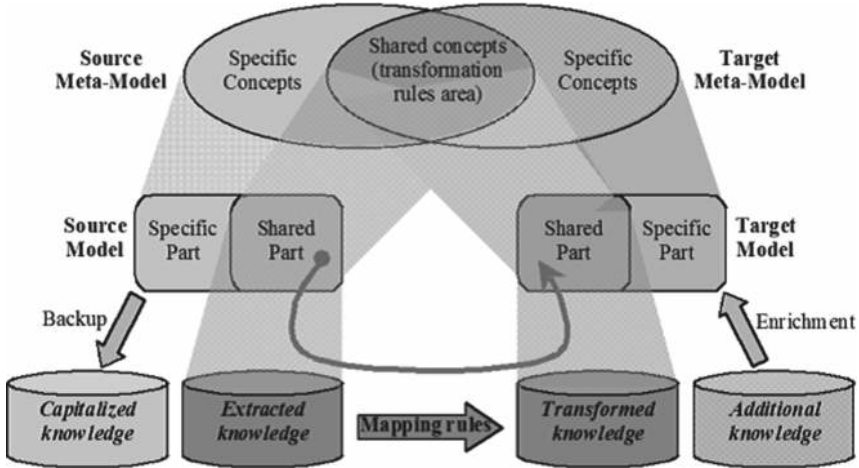 Source
Meta-Model
Specific
Concepts
Shared concepts
(transformation
rules area)
Specific
Concepts
Target
Meta-Model
Source
Model
Specific
Part
Shared
Part
Shared
Part
Specific
Part
Target
Model
Backup
Enrichment
Capitalized
knowledge
Extracted
knowledge
Mapping rules
Transformed
knowledge
Additional
knowledge